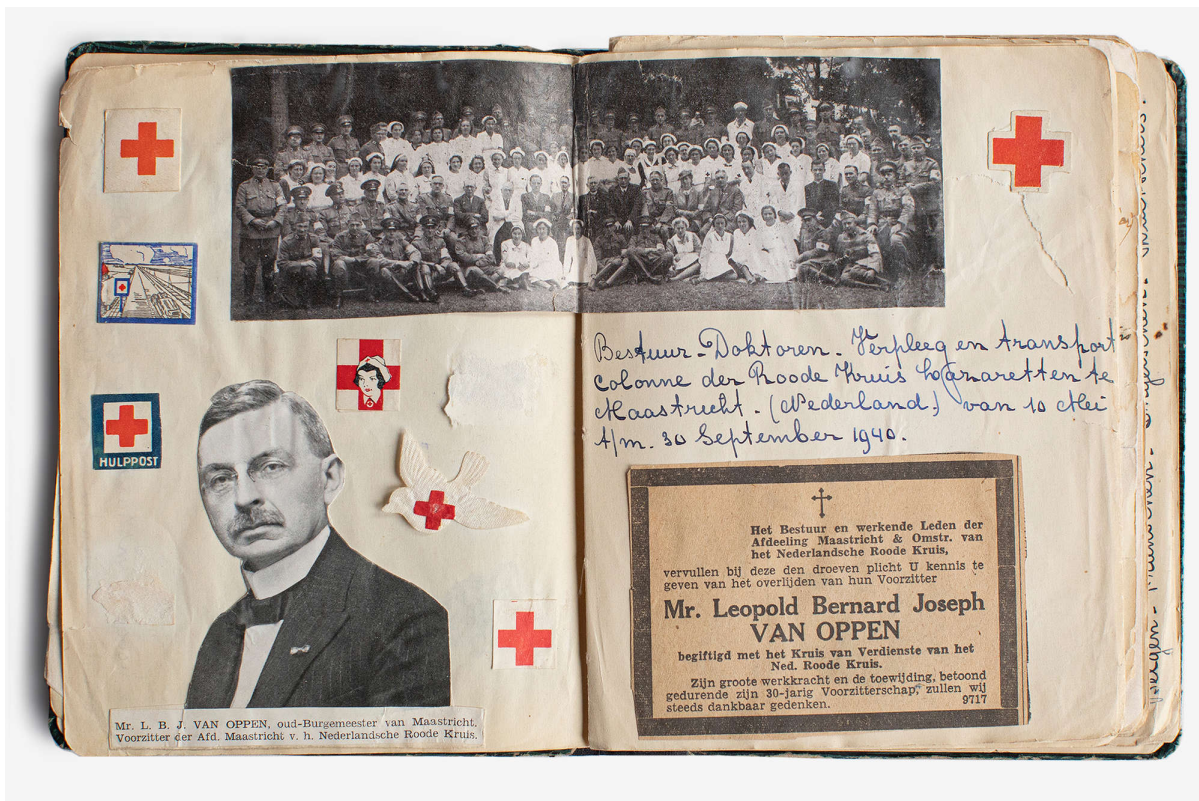 HULPPOST
Mr. L. B. J. VAN OPPEN, oud-Burgemeester van Maastricht,
Voorzitter der Afd. Maastricht v. h. Nederlandsche Roode Kruis.
Bestuur - Doktoren - Verpleeg en transport
colonne der Roode Kruis Lazaretten te
Maastricht - (Nederland) van 10 Mei
t/m. 30 September 1940.
Het Bestuur en werkende Leden der
Afdeeling Maastricht & Omstr. van
het Nederlandsche Roode Kruis,
vervullen bij deze den droeven plicht U kennis te
geven van het overlijden van hun Voorzitter
Mr. Leopold Bernard Joseph
VAN OPPEN
begiftigd met het Kruis van Verdienste van het
Ned. Roode Kruis.
Zijn groote werkkracht en de toewijding, betoond
gedurende zijn 30-jarig Voorzitterschap, zullen wij
steeds dankbaar gedenken. 9717